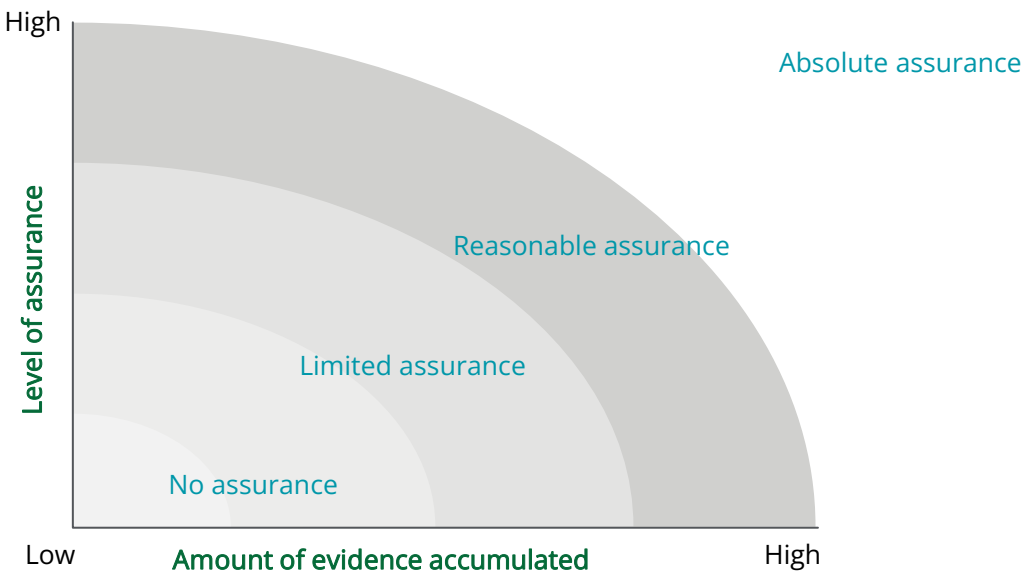 High
Absolute assurance
Level of assurance
Reasonable assurance
Limited assurance
No assurance
Low
Amount of evidence accumulated
High